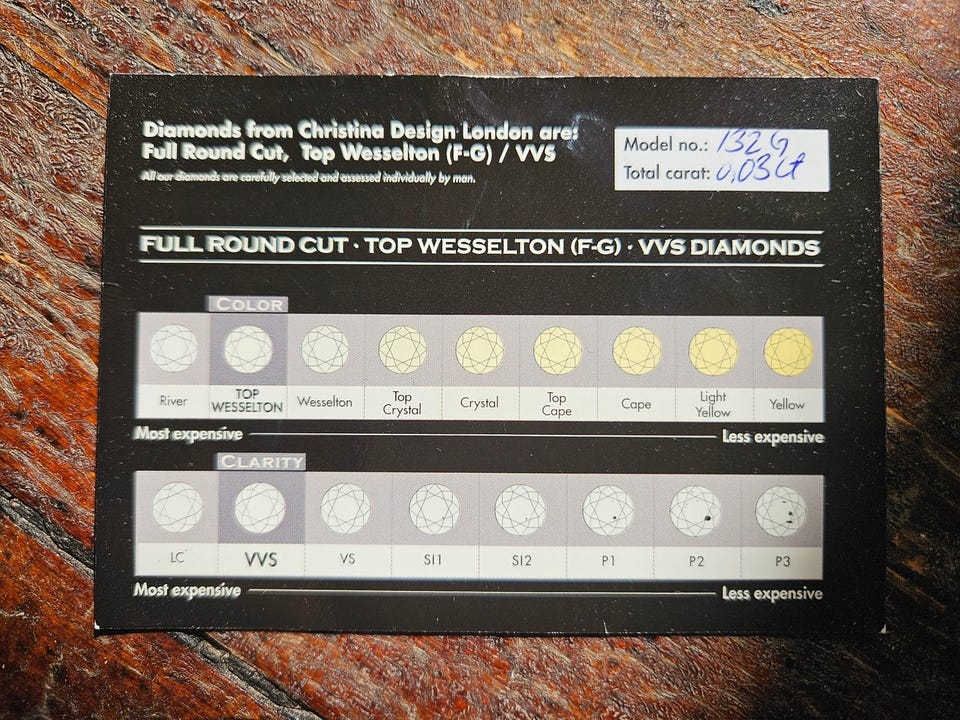 Diamonds from Christina Design London are:
Full Round Cut, Top Wesselton (F-G) / VVS
All our diamonds are carefully selected and assessed individually by man.
Model no.: 132G
Total carat: 0,03ct
FULL ROUND CUT · TOP WESSELTON (F-G) · VVS DIAMONDS
COLOR
River TOP WESSELTON Wesselton Top Crystal Crystal Top Cape Cape Light Yellow Yellow
Most expensive Less expensive
CLARITY
LC VVS VS SI1 SI2 P1 P2 P3
Most expensive Less expensive